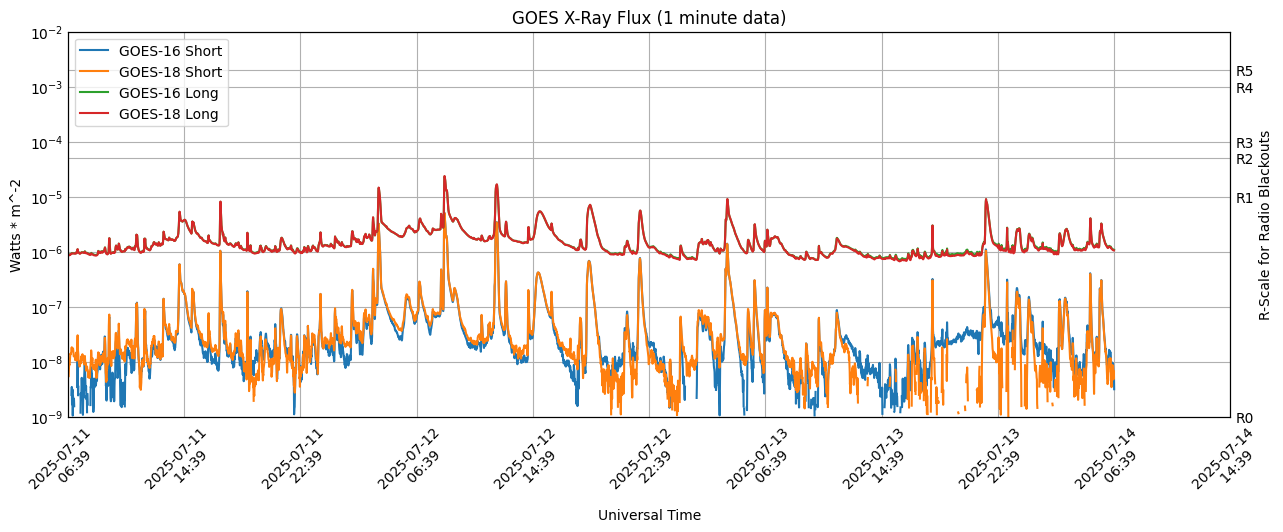 GOES X-Ray Flux (1 minute data)
GOES-16 Short
GOES-18 Short
GOES-16 Long
GOES-18 Long
Watts * m^-2
10⁻²
10⁻³
10⁻⁴
10⁻⁵
10⁻⁶
10⁻⁷
10⁻⁸
10⁻⁹
R5
R4
R3
R2
R1
R0
R-Scale for Radio Blackouts
2025-07-11
06:39
2025-07-11
14:39
2025-07-11
22:39
2025-07-12
06:39
2025-07-12
14:39
2025-07-12
22:39
2025-07-13
06:39
2025-07-13
14:39
2025-07-13
22:39
2025-07-14
06:39
2025-07-14
14:39
Universal Time